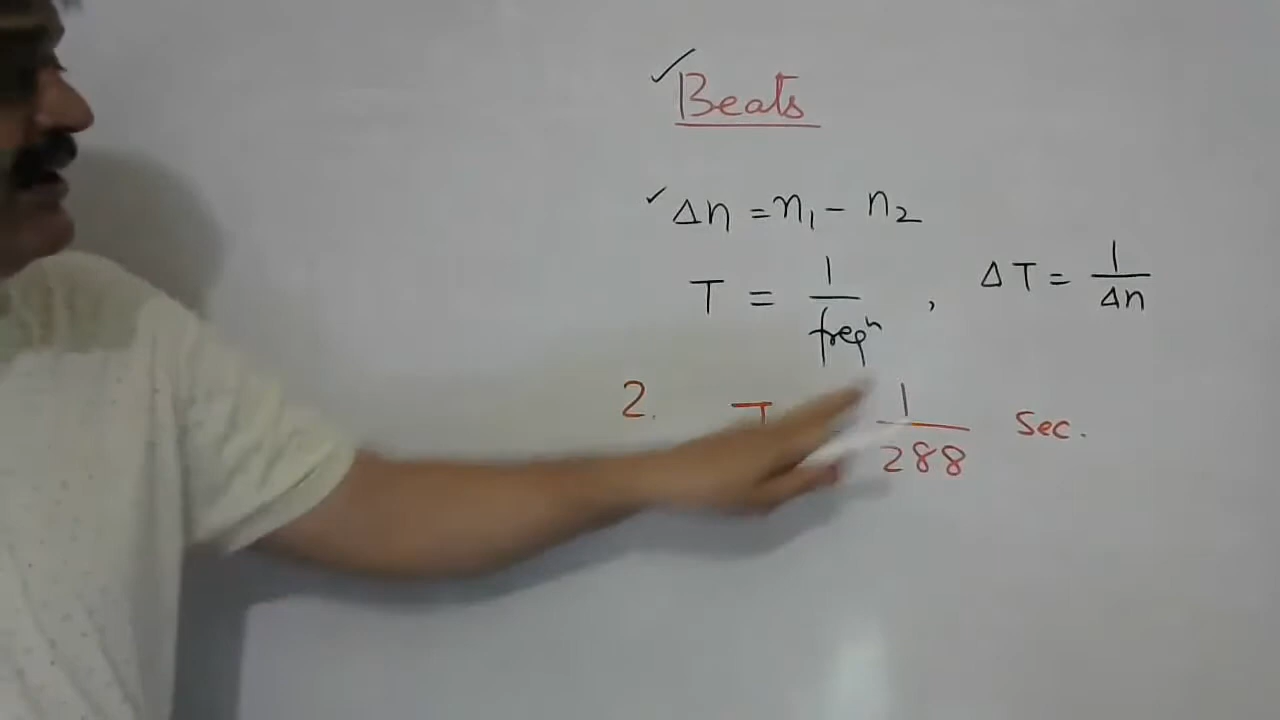 ✓Beats
✓ Δn = n₁ - n₂
T = 1/freqⁿ , ΔT = 1/Δn
2. T 1/288 Sec.